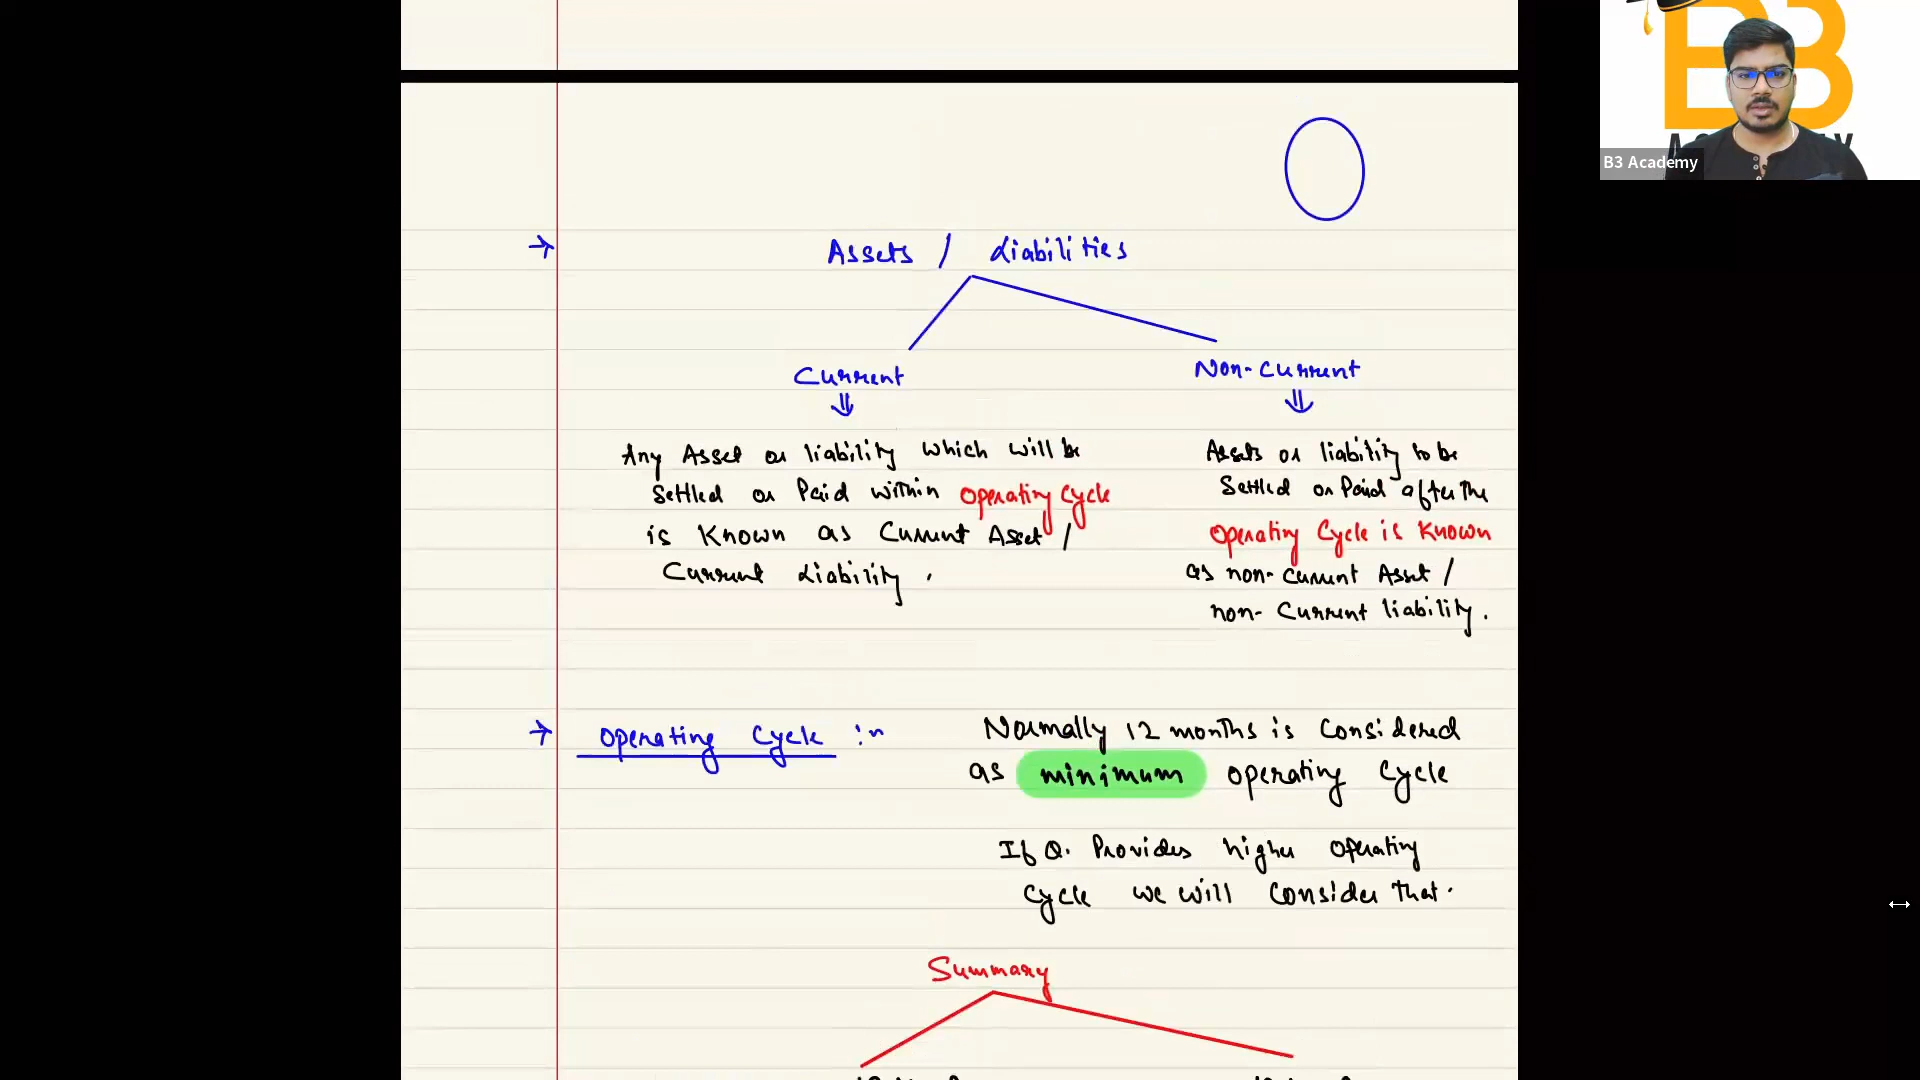 B3
B3 Academy
→ Assets / Liabilities
Current
Non-Current
Any Asset or liability which will be
settled or Paid within operating cycle
is known as Current Asset /
Current Liability.
Assets or liability to be
Settled or Paid after the
Operating Cycle is known
as non-current Asset /
non-Current liability.
→ Operating Cycle :n
Normally 12 months is considered
as minimum operating cycle
If Q. Provides higher operating
cycle we will consider that.
Summary